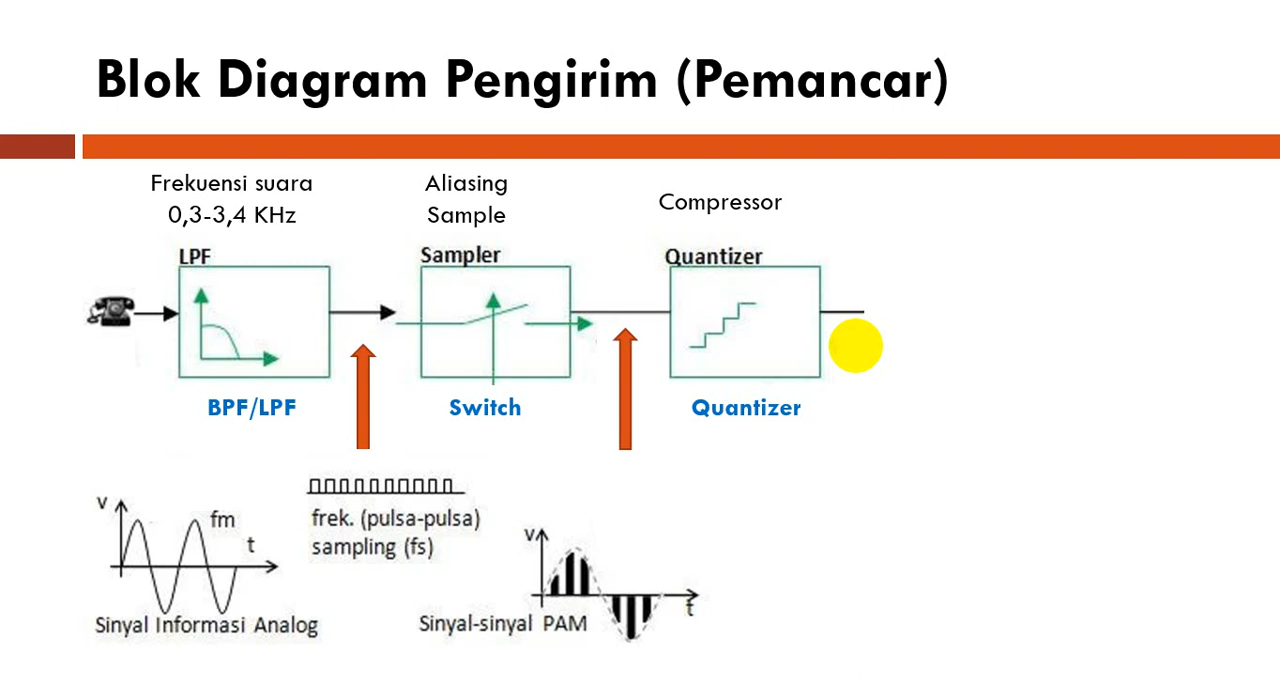 Blok Diagram Pengirim (Pemancar)
Frekuensi suara
0,3-3,4 KHz
Aliasing
Sample
Compressor
LPF
Sampler
Quantizer
BPF/LPF
Switch
Quantizer
v
fm
t
Sinyal Informasi Analog
frek. (pulsa-pulsa)
sampling (fs)
v
t
Sinyal-sinyal PAM